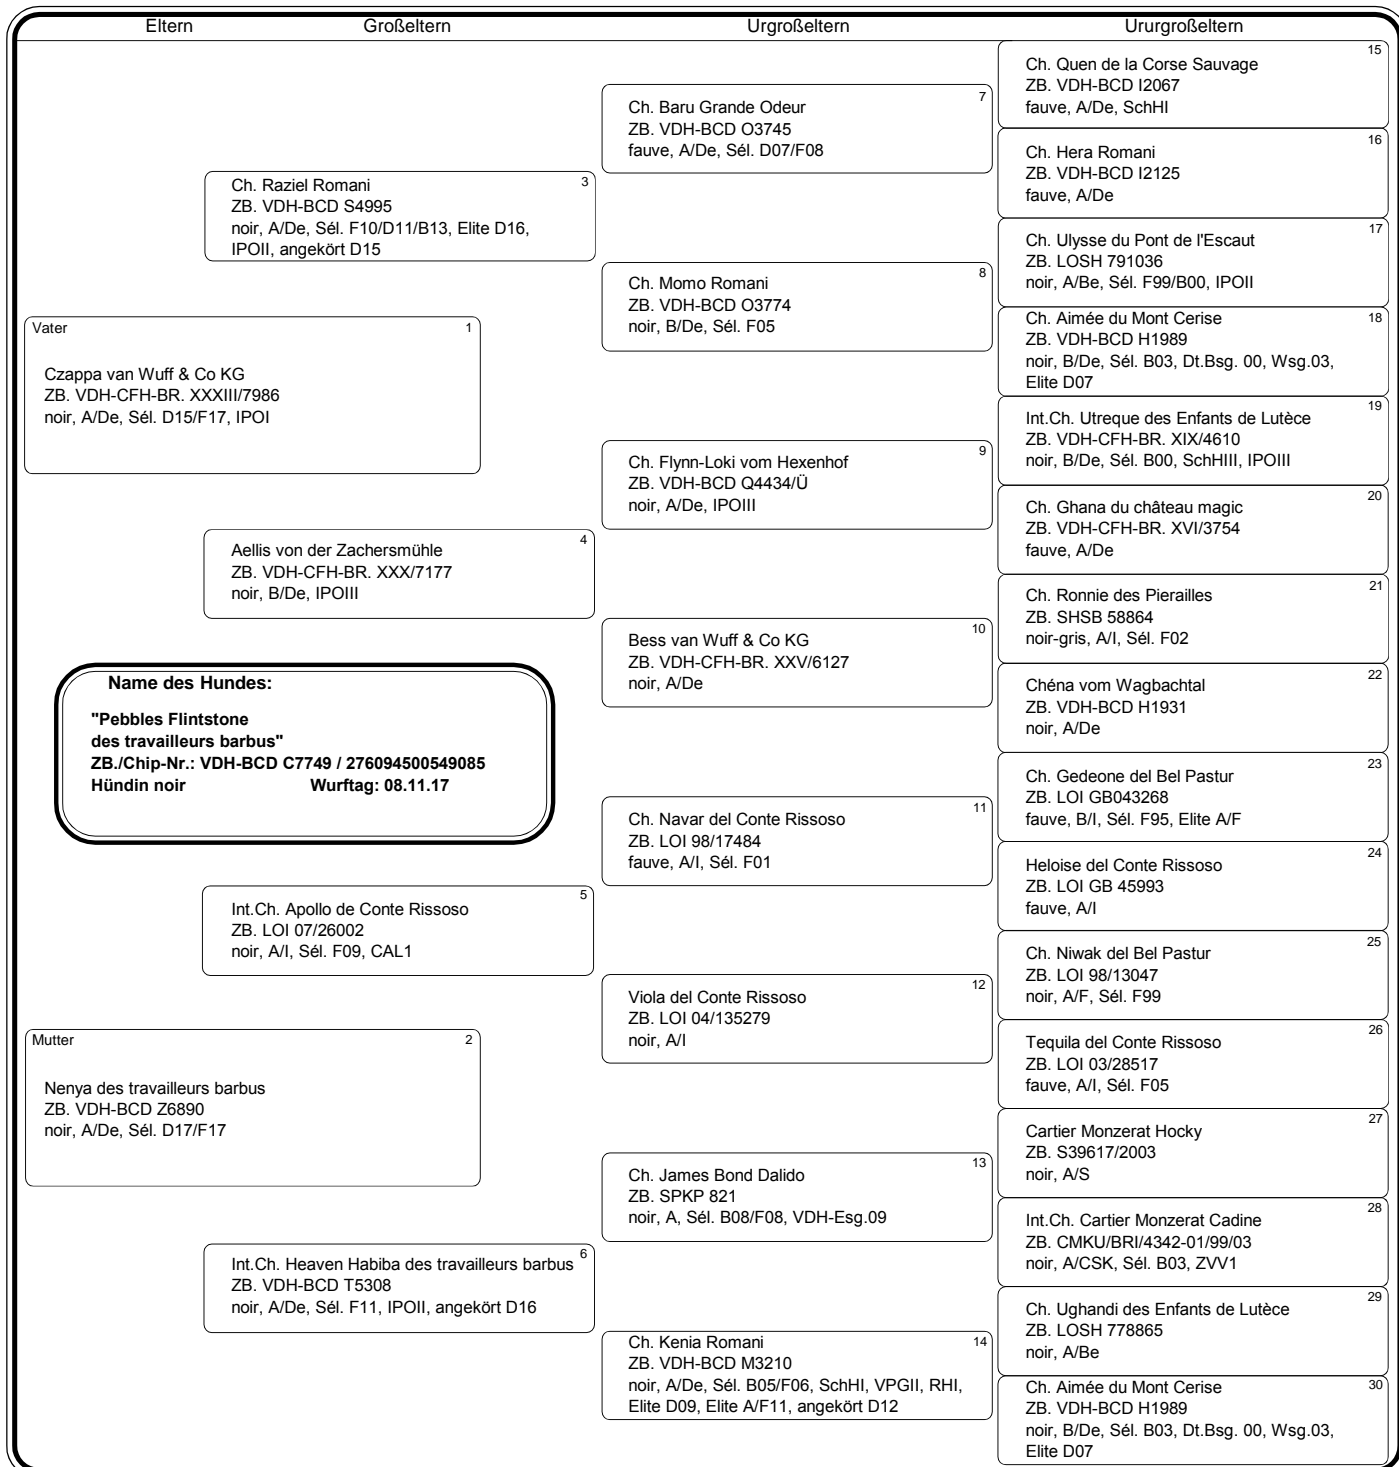 Eltern Großeltern Urgroßeltern Ururgroßeltern
Vater 1
Czappa van Wuff & Co KG
ZB. VDH-CFH-BR. XXXIII/7986
noir, A/De, Sél. D15/F17, IPOI
Mutter 2
Nenya des travailleurs barbus
ZB. VDH-BCD Z6890
noir, A/De, Sél. D17/F17
Name des Hundes:
"Pebbles Flintstone
des travailleurs barbus"
ZB./Chip-Nr.: VDH-BCD C7749 / 276094500549085
Hündin noir Wurftag: 08.11.17
3
Ch. Raziel Romani
ZB. VDH-BCD S4995
noir, A/De, Sél. F10/D11/B13, Elite D16,
IPOII, angekört D15
4
Aellis von der Zachersmühle
ZB. VDH-CFH-BR. XXX/7177
noir, B/De, IPOIII
5
Int.Ch. Apollo de Conte Rissoso
ZB. LOI 07/26002
noir, A/I, Sél. F09, CAL1
6
Int.Ch. Heaven Habiba des travailleurs barbus
ZB. VDH-BCD T5308
noir, A/De, Sél. F11, IPOII, angekört D16
7
Ch. Baru Grande Odeur
ZB. VDH-BCD O3745
fauve, A/De, Sél. D07/F08
8
Ch. Momo Romani
ZB. VDH-BCD O3774
noir, B/De, Sél. F05
9
Ch. Flynn-Loki vom Hexenhof
ZB. VDH-BCD Q4434/Ü
noir, A/De, IPOIII
10
Bess van Wuff & Co KG
ZB. VDH-CFH-BR. XXV/6127
noir, A/De
11
Ch. Navar del Conte Rissoso
ZB. LOI 98/17484
fauve, A/I, Sél. F01
12
Viola del Conte Rissoso
ZB. LOI 04/135279
noir, A/I
13
Ch. James Bond Dalido
ZB. SPKP 821
noir, A, Sél. B08/F08, VDH-Esg.09
14
Ch. Kenia Romani
ZB. VDH-BCD M3210
noir, A/De, Sél. B05/F06, SchHI, VPGII, RHI,
Elite D09, Elite A/F11, angekört D12
15
Ch. Quen de la Corse Sauvage
ZB. VDH-BCD I2067
fauve, A/De, SchHI
16
Ch. Hera Romani
ZB. VDH-BCD I2125
fauve, A/De
17
Ch. Ulysse du Pont de l'Escaut
ZB. LOSH 791036
noir, A/Be, Sél. F99/B00, IPOII
18
Ch. Aimée du Mont Cerise
ZB. VDH-BCD H1989
noir, B/De, Sél. B03, Dt.Bsg. 00, Wsg.03,
Elite D07
19
Int.Ch. Utreque des Enfants de Lutèce
ZB. VDH-CFH-BR. XIX/4610
noir, B/De, Sél. B00, SchHIII, IPOIII
20
Ch. Ghana du château magic
ZB. VDH-CFH-BR. XVI/3754
fauve, A/De
21
Ch. Ronnie des Pierailles
ZB. SHSB 58864
noir-gris, A/I, Sél. F02
22
Chéna vom Wagbachtal
ZB. VDH-BCD H1931
noir, A/De
23
Ch. Gedeone del Bel Pastur
ZB. LOI GB043268
fauve, B/I, Sél. F95, Elite A/F
24
Heloise del Conte Rissoso
ZB. LOI GB 45993
fauve, A/I
25
Ch. Niwak del Bel Pastur
ZB. LOI 98/13047
noir, A/F, Sél. F99
26
Tequila del Conte Rissoso
ZB. LOI 03/28517
fauve, A/I, Sél. F05
27
Cartier Monzerat Hocky
ZB. S39617/2003
noir, A/S
28
Int.Ch. Cartier Monzerat Cadine
ZB. CMKU/BRI/4342-01/99/03
noir, A/CSK, Sél. B03, ZVV1
29
Ch. Ughandi des Enfants de Lutèce
ZB. LOSH 778865
noir, A/Be
30
Ch. Aimée du Mont Cerise
ZB. VDH-BCD H1989
noir, B/De, Sél. B03, Dt.Bsg. 00, Wsg.03,
Elite D07